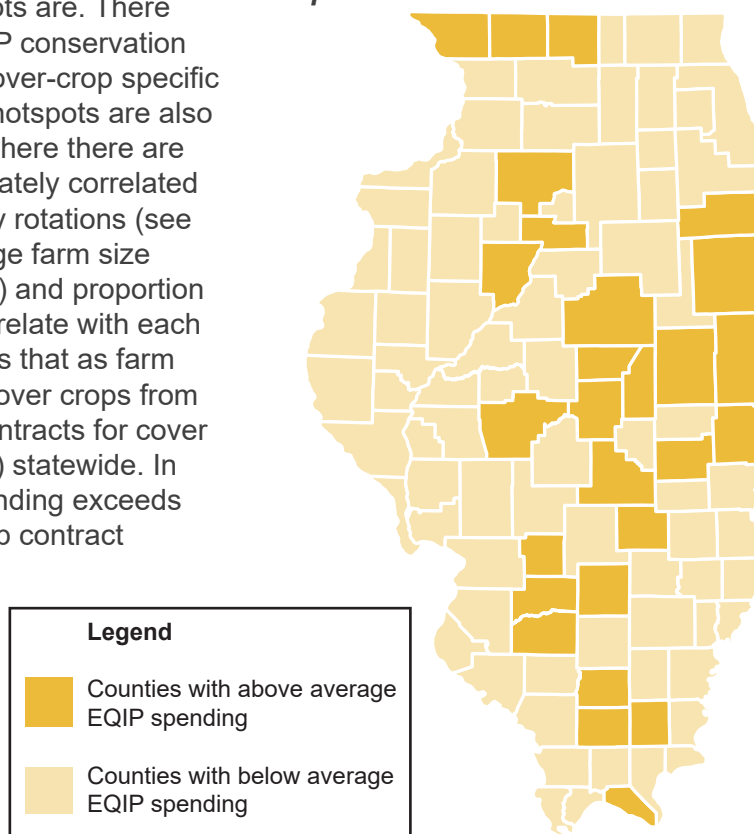 ots are. There
P conservation
over-crop specific
hotspots are also
here there are
ately correlated
y rotations (see
ge farm size
) and proportion
relate with each
s that as farm
over crops from
ntracts for cover
) statewide. In
nding exceeds
p contract
Legend
Counties with above average
EQIP spending
Counties with below average
EQIP spending